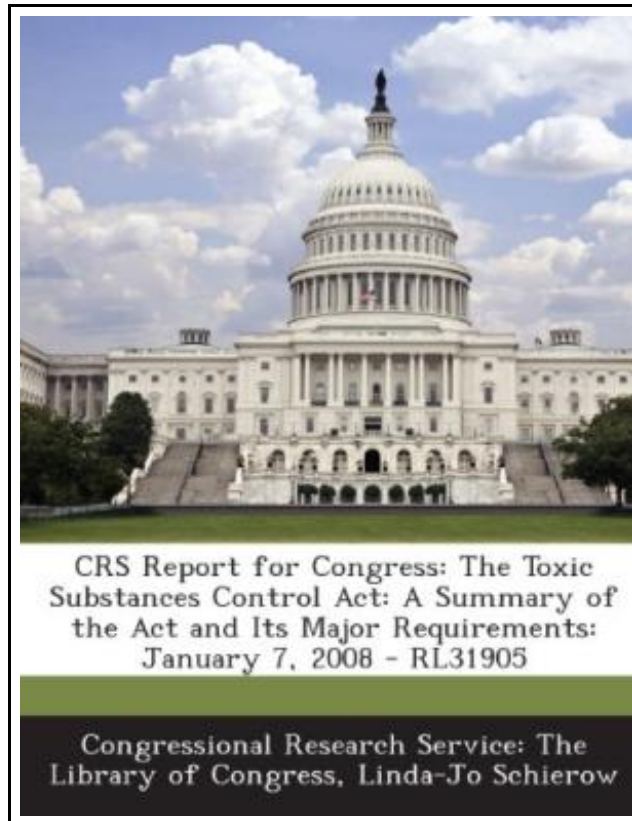 CRS Report for Congress: The Toxic
Substances Control Act: A Summary of
the Act and Its Major Requirements:
January 7, 2008 - RL31905
Congressional Research Service: The
Library of Congress, Linda-Jo Schierow